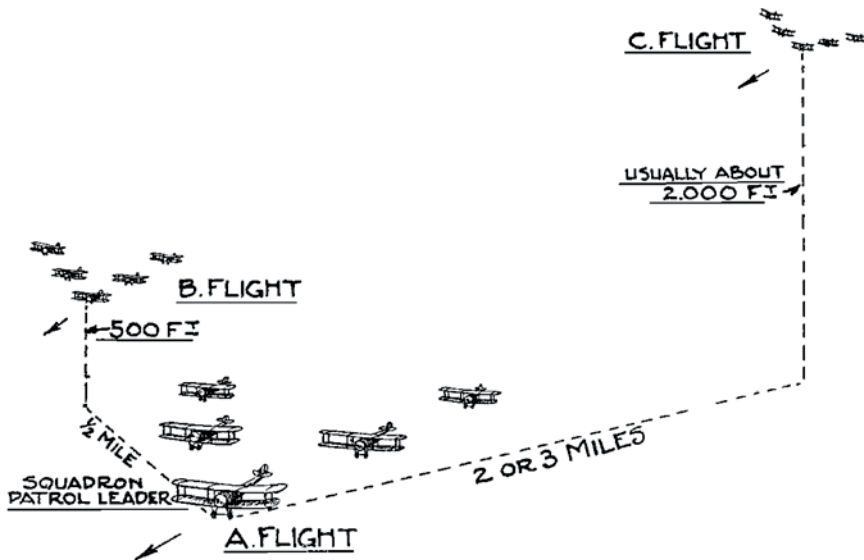 C. FLIGHT
USUALLY ABOUT
2.000 FT
B. FLIGHT
500 FT
½ MILE
2 OR 3 MILES
SQUADRON
PATROL LEADER
A. FLIGHT